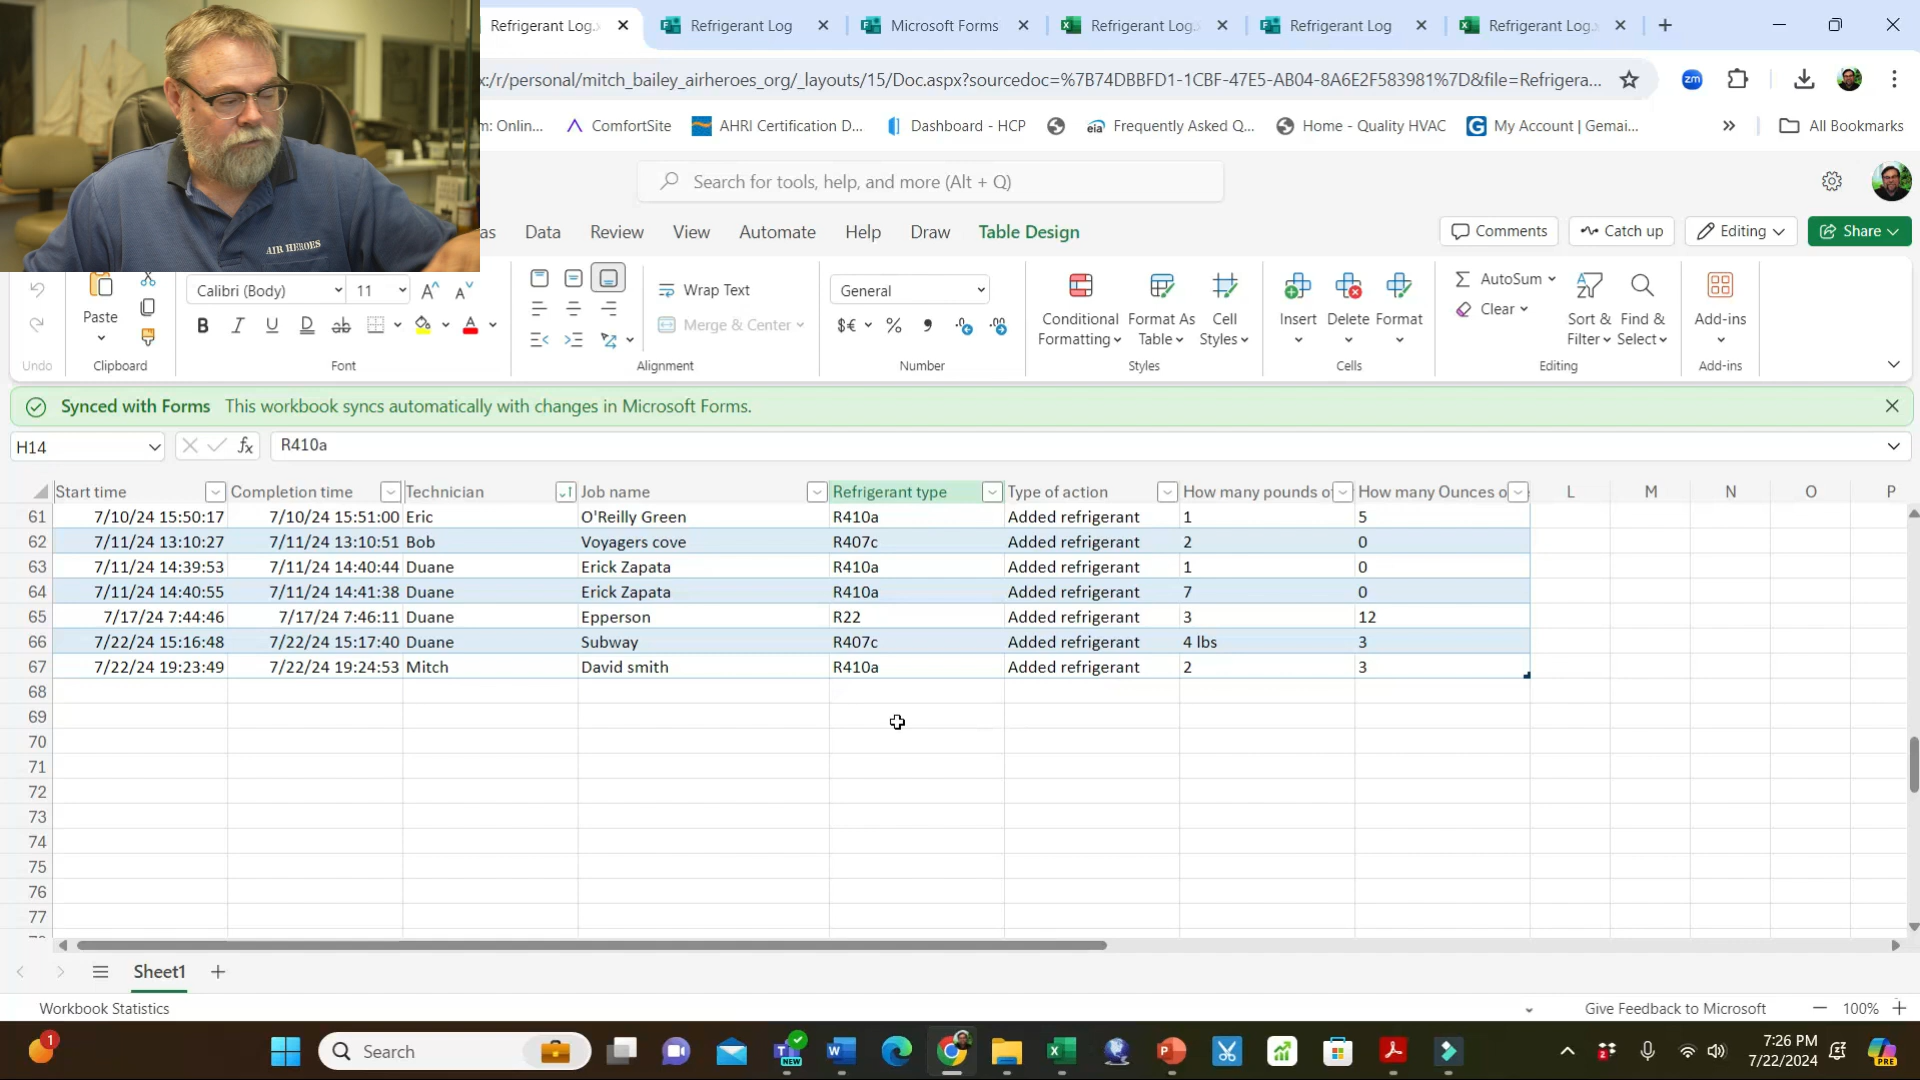 Refrigerant Log.x
Refrigerant Log
Microsoft Forms
Refrigerant Log.
Refrigerant Log
Refrigerant Log.
:/r/personal/mitch_bailey_airheroes_org/_layouts/15/Doc.aspx?sourcedoc=%7B74DBBFD1-1CBF-47E5-AB04-8A6E2F583981%7D&file=Refrigera...
zm
m: Onlin...
ComfortSite
AHRI Certification D...
Dashboard - HCP
eia
Frequently Asked Q...
Home - Quality HVAC
My Account | Gemai...
All Bookmarks
AIR HEROES
Search for tools, help, and more (Alt + Q)
as Data Review View Automate Help Draw Table Design
Comments
Catch up
Editing
Share
Calibri (Body)
11
Wrap Text
General
AutoSum
Paste
Merge & Center
Conditional Formatting
Format As Table
Cell Styles
Insert
Delete
Format
Clear
Sort & Filter
Find & Select
Add-ins
Undo Clipboard Font Alignment Number Styles Cells Editing Add-ins
Synced with Forms This workbook syncs automatically with changes in Microsoft Forms.
H14
fx
R410a
Start time Completion time Technician Job name Refrigerant type Type of action How many pounds o How many Ounces o L M N O P
61 7/10/24 15:50:17 7/10/24 15:51:00 Eric O'Reilly Green R410a Added refrigerant 1 5
62 7/11/24 13:10:27 7/11/24 13:10:51 Bob Voyagers cove R407c Added refrigerant 2 0
63 7/11/24 14:39:53 7/11/24 14:40:44 Duane Erick Zapata R410a Added refrigerant 1 0
64 7/11/24 14:40:55 7/11/24 14:41:38 Duane Erick Zapata R410a Added refrigerant 7 0
65 7/17/24 7:44:46 7/17/24 7:46:11 Duane Epperson R22 Added refrigerant 3 12
66 7/22/24 15:16:48 7/22/24 15:17:40 Duane Subway R407c Added refrigerant 4 lbs 3
67 7/22/24 19:23:49 7/22/24 19:24:53 Mitch David smith R410a Added refrigerant 2 3
68
69
70
71
72
73
74
75
76
77
Sheet1
Workbook Statistics
Give Feedback to Microsoft
100%
1
Search
NEW
7:26 PM
7/22/2024
PRE